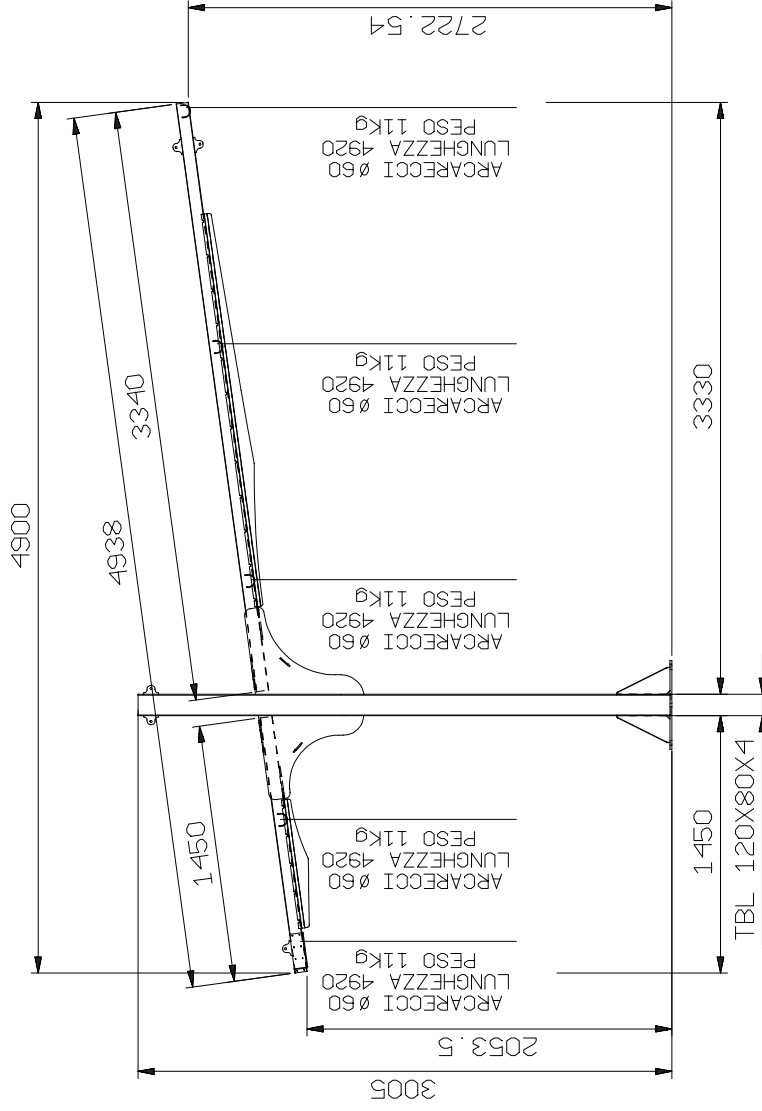 2722.54
ARCARECCI Ø60
LUNGHEZZA 4920
PESO 11Kg
4900
4938
3340
ARCARECCI Ø60
LUNGHEZZA 4920
PESO 11Kg
3330
ARCARECCI Ø60
LUNGHEZZA 4920
PESO 11Kg
1450
ARCARECCI Ø60
LUNGHEZZA 4920
PESO 11Kg
1450
TBL 120X80X4
ARCARECCI Ø60
LUNGHEZZA 4920
PESO 11Kg
2053.5
3005